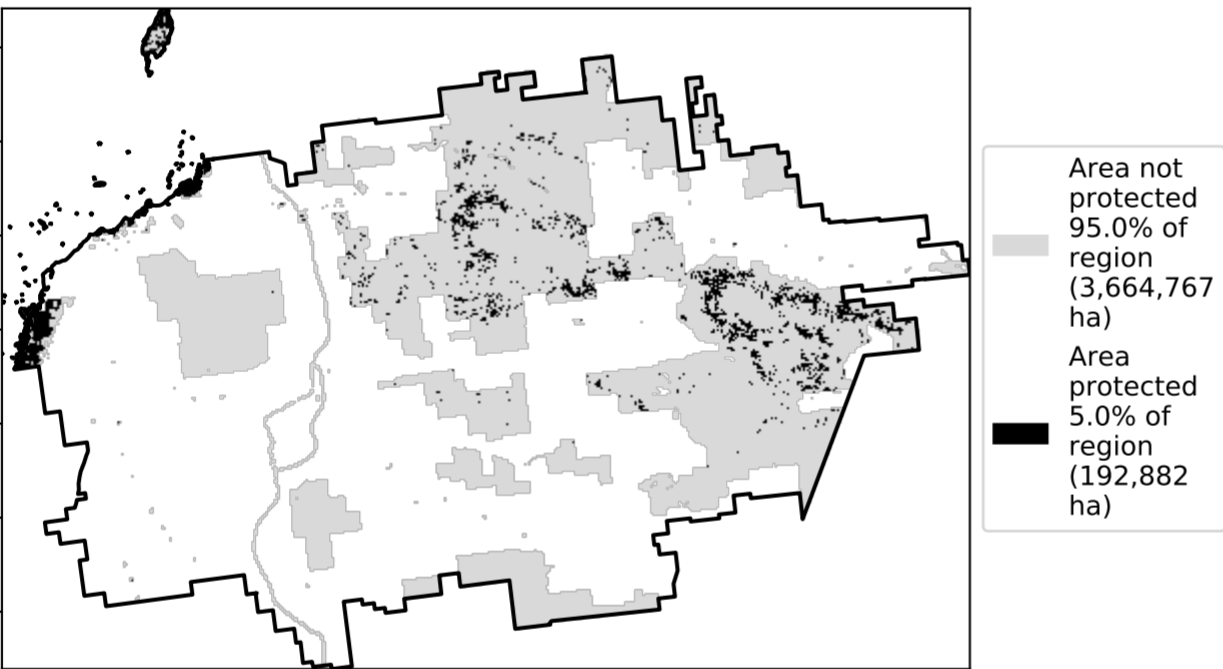 Area not
protected
95.0% of
region
(3,664,767
ha)
Area
protected
5.0% of
region
(192,882
ha)